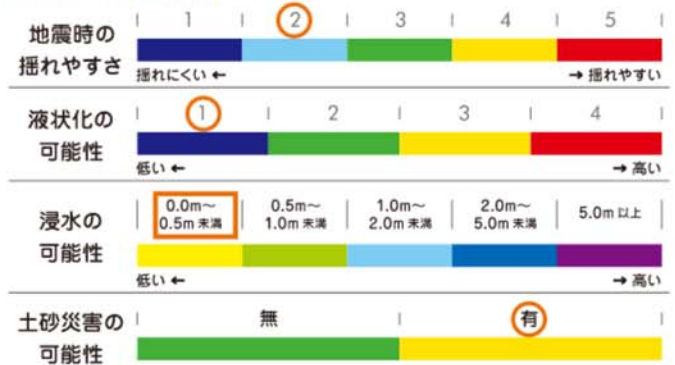 地震時の
揺れやすさ
1 2 3 4 5
揺れにくい ← → 揺れやすい
液状化の
可能性
1 2 3 4
低い ← → 高い
浸水の
可能性
0.0m～ 0.5m～ 1.0m～ 2.0m～ 5.0m 以上
0.5m 未満 1.0m 未満 2.0m 未満 5.0m 未満
低い ← → 高い
土砂災害の
可能性
無 有